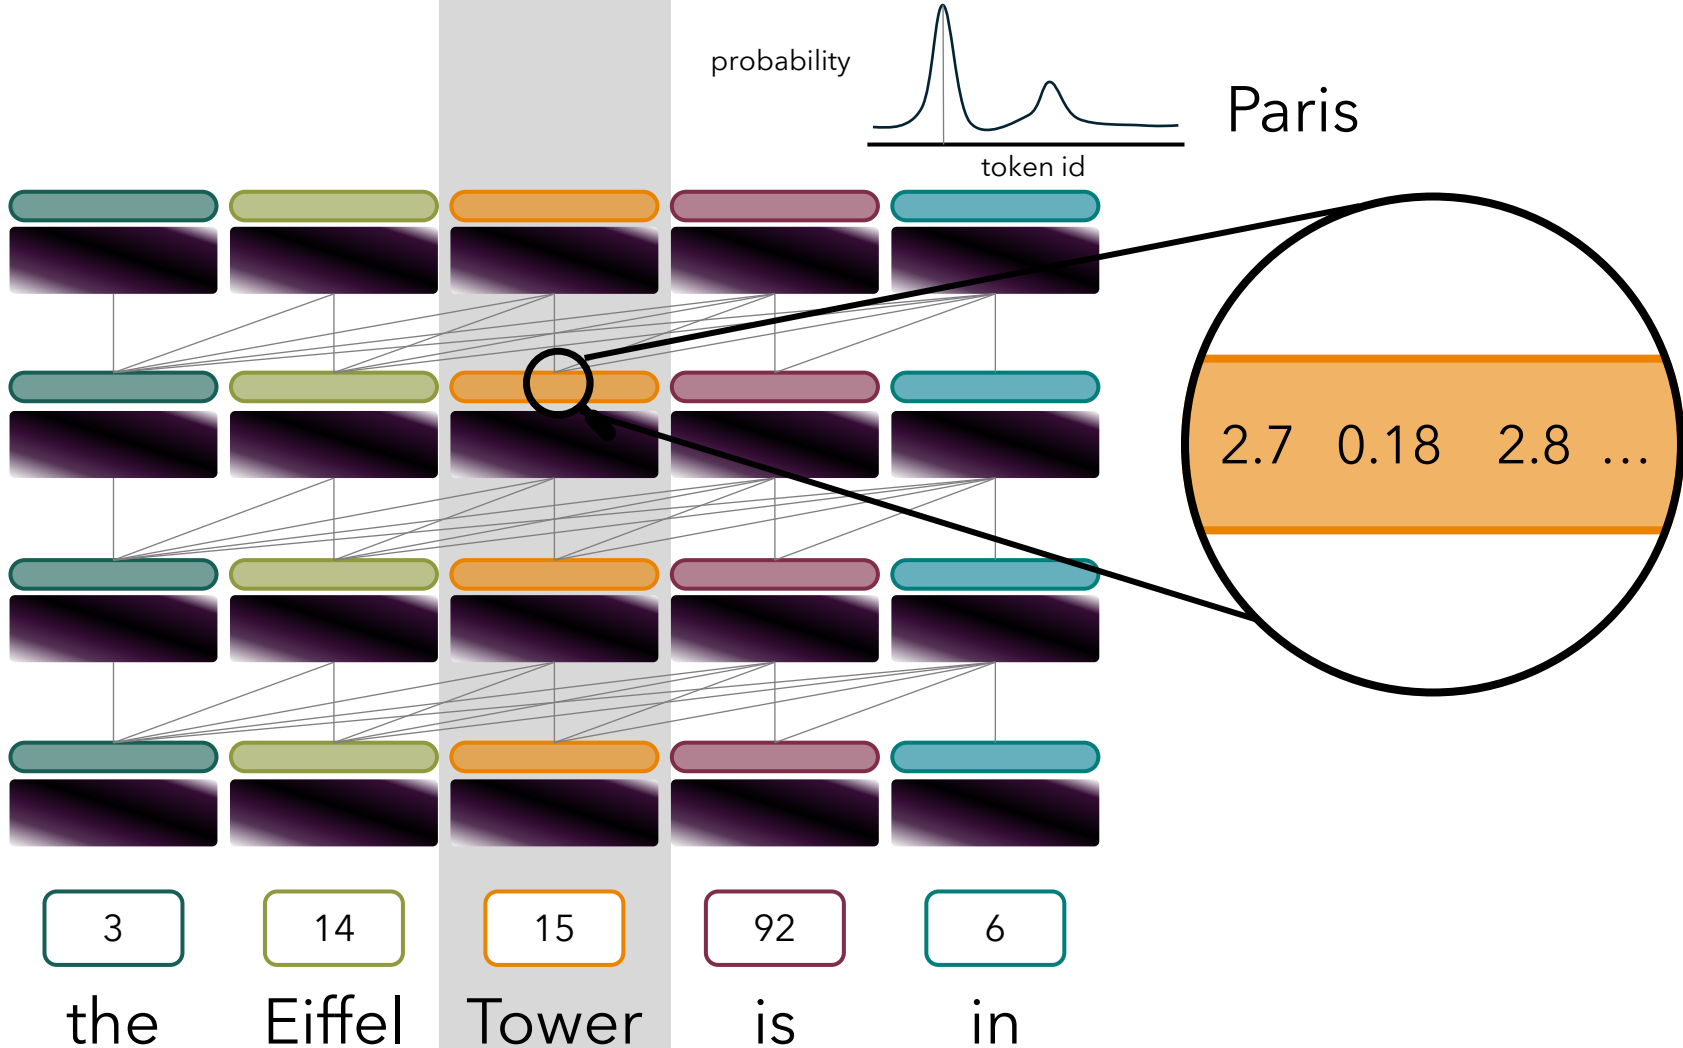 probability
Paris
token id
2.7 0.18 2.8 ...
3 14 15 92 6
the Eiffel Tower is in